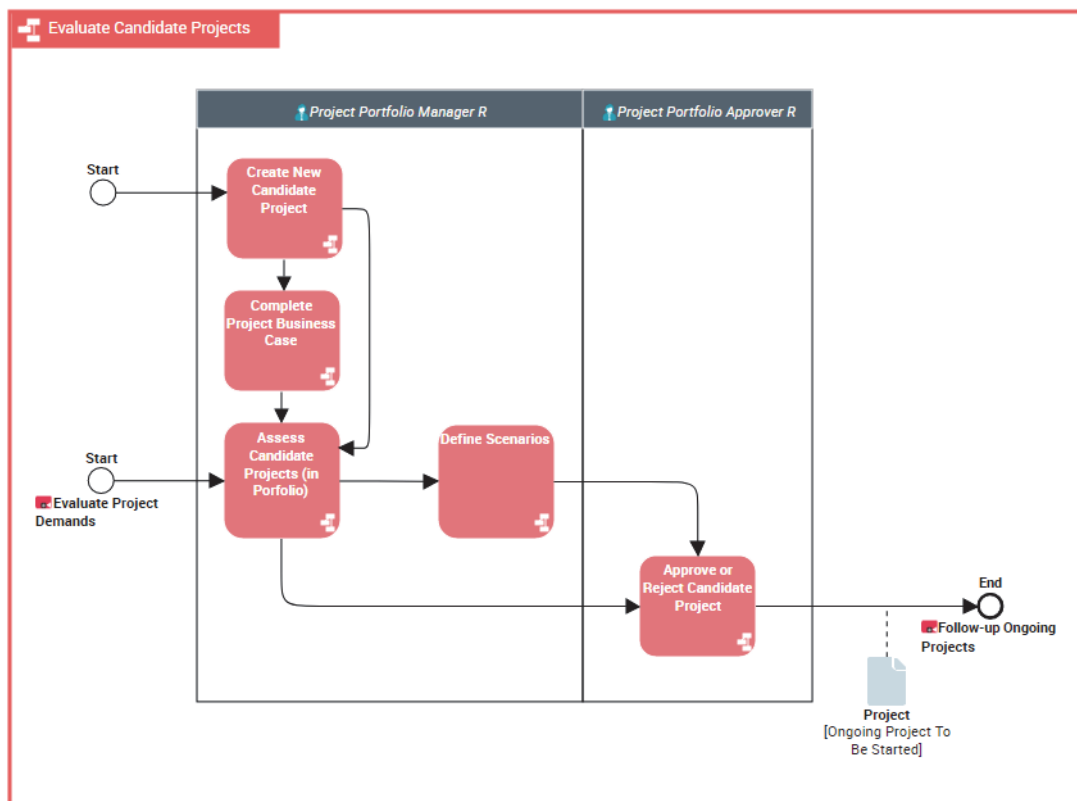 Evaluate Candidate Projects
Project Portfolio Manager R
Project Portfolio Approver R
Start
Create New
Candidate
Project
Complete
Project Business
Case
Start
Evaluate Project
Demands
Assess
Candidate
Projects (in
Porfolio)
Define Scenarios
Approve or
Reject Candidate
Project
End
Follow-up Ongoing
Projects
Project
[Ongoing Project To
Be Started]